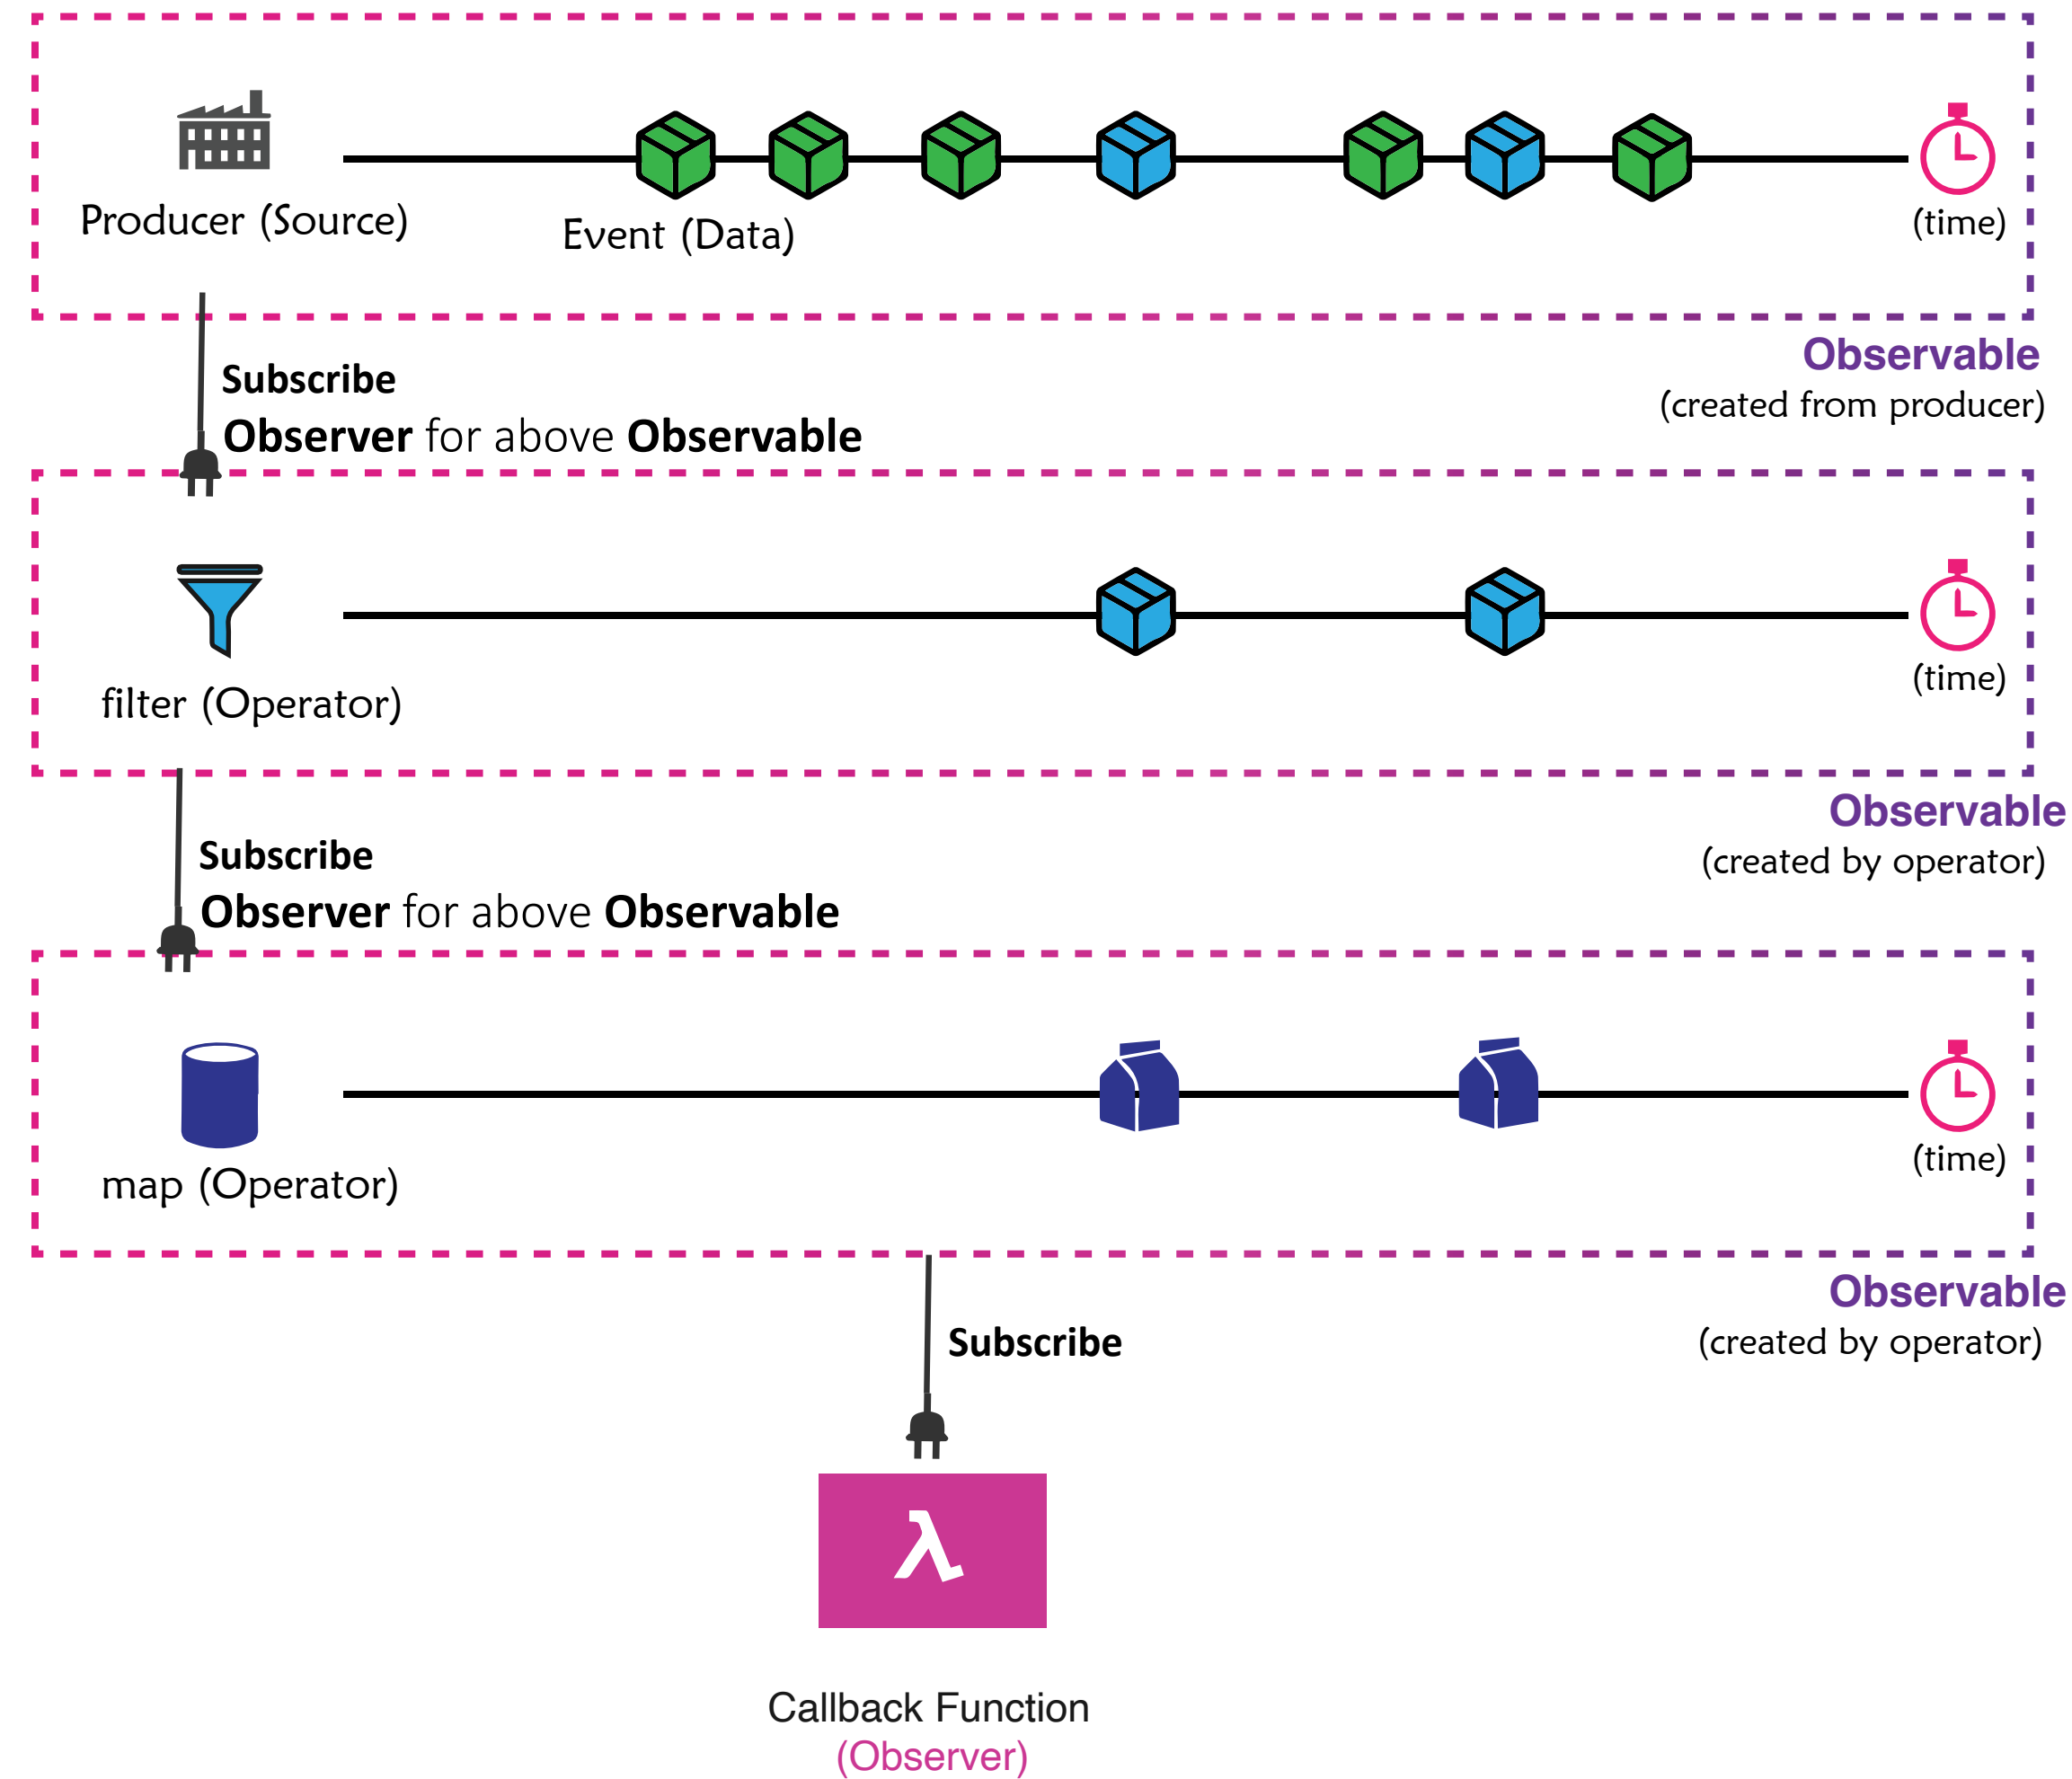 Producer (Source)
Event (Data)
(time)
Observable
(created from producer)
Subscribe
Observer for above Observable
filter (Operator)
(time)
Observable
(created by operator)
Subscribe
Observer for above Observable
map (Operator)
(time)
Observable
(created by operator)
Subscribe
λ
Callback Function
(Observer)